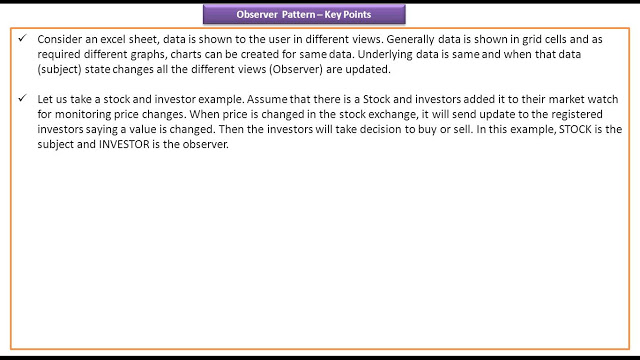 Observer Pattern – Key Points
✓ Consider an excel sheet, data is shown to the user in different views. Generally data is shown in grid cells and as
required different graphs, charts can be created for same data. Underlying data is same and when that data
(subject) state changes all the different views (Observer) are updated.
✓ Let us take a stock and investor example. Assume that there is a Stock and investors added it to their market watch
for monitoring price changes. When price is changed in the stock exchange, it will send update to the registered
investors saying a value is changed. Then the investors will take decision to buy or sell. In this example, STOCK is the
subject and INVESTOR is the observer.